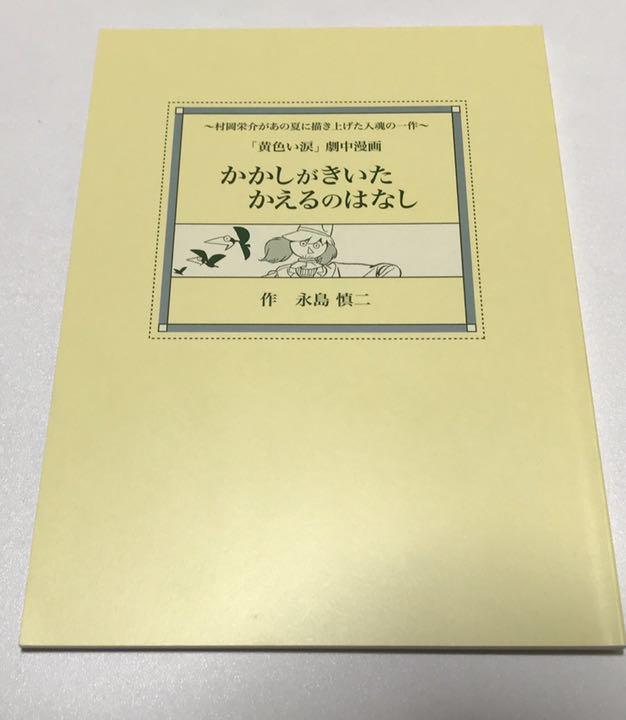 ～村岡栄介があの夏に描き上げた入魂の一作～
「黄色い涙」劇中漫画
かかしがきいた
かえるのはなし
作　永島 慎二